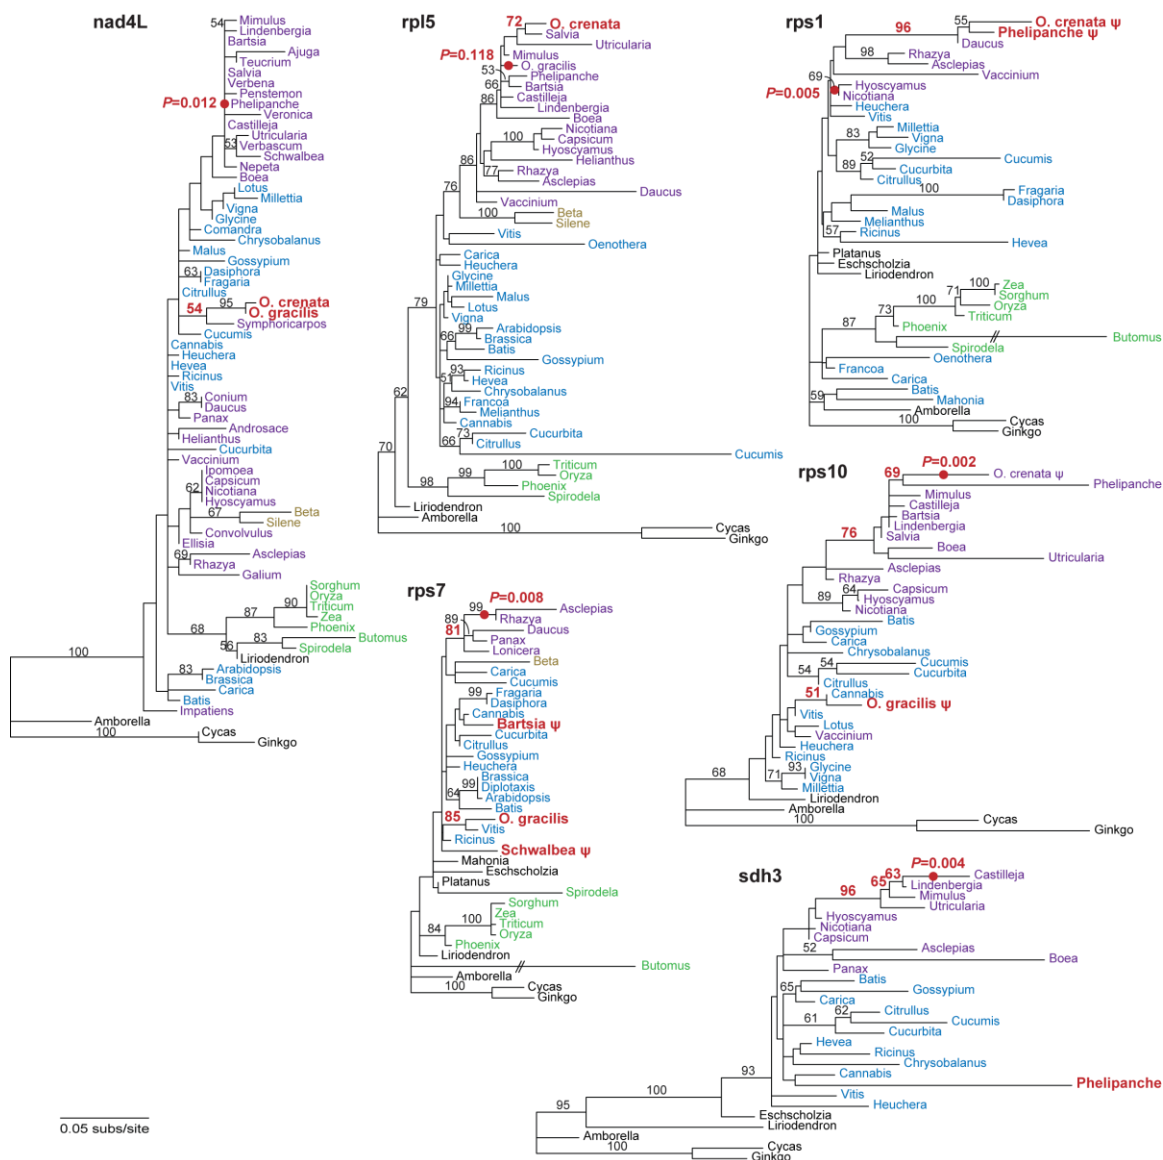 nad4L
54
Mimulus
Lindenbergia
Bartsia
Ajuga
Teucrium
Salvia
Verbena
Penstemon
P=0.012
Phelipanche
Veronica
Castilleja
Utricularia
53
Verbascum
Schwalbea
Nepeta
Boea
Lotus
Millettia
Vigna
Glycine
Comandra
Chrysobalanus
Malus
Gossypium
63
Dasiphora
Fragaria
Citrullus
95
O. crenata
54
O. gracilis
Symphoricarpos
Cucumis
Cannabis
Heuchera
Hevea
Ricinus
Vitis
83
Conium
Daucus
Panax
Androsace
Helianthus
Cucurbita
Vaccinium
Ipomoea
Capsicum
62
Nicotiana
Hyoscyamus
67
Beta
Silene
Convolvulus
Ellisia
69
Asclepias
Rhazya
Galium
Sorghum
Oryza
87
90
Triticum
Zea
Phoenix
68
83
Butomus
56
Spirodela
Liriodendron
100
83
Arabidopsis
Brassica
Carica
Batis
Impatiens
Amborella
100
Cycas
Ginkgo
0.05 subs/site
rpl5
72
O. crenata
Salvia
Utricularia
P=0.118
Mimulus
O. gracilis
53
Phelipanche
66
Bartsia
86
Castilleja
Lindenbergia
Boea
100
Nicotiana
Capsicum
Hyoscyamus
86
Helianthus
77
Rhazya
Asclepias
76
Daucus
Vaccinium
100
Beta
Silene
Vitis
Oenothera
Carica
Heuchera
Glycine
Millettia
79
Malus
Lotus
Vigna
99
Arabidopsis
66
Brassica
Batis
Gossypium
93
Ricinus
51
Hevea
Chrysobalanus
62
94
Francoa
Melianthus
Cannabis
73
Cucurbita
66
Citrullus
Cucumis
70
100
Triticum
99
Oryza
98
Phoenix
Spirodela
Liriodendron
Amborella
100
Cycas
Ginkgo
rps1
55
O. crenata ψ
96
Phelipanche ψ
Daucus
98
Rhazya
Asclepias
69
Vaccinium
P=0.005
Hyoscyamus
Nicotiana
Heuchera
Vitis
83
Millettia
Vigna
Glycine
52
Cucumis
89
Cucurbita
Citrullus
100
Fragaria
Dasiphora
Malus
Melianthus
57
Ricinus
Hevea
Platanus
Eschscholzia
Liriodendron
100
Zea
71
Sorghum
100
Oryza
73
Triticum
87
Phoenix
Butomus
Spirodela
Oenothera
Francoa
Carica
Batis
59
Mahonia
Amborella
100
Cycas
Ginkgo
rps10
P=0.002
69
O. crenata ψ
Phelipanche
Mimulus
Castilleja
Bartsia
76
Lindenbergia
Salvia
Boea
Utricularia
Asclepias
Rhazya
64
Capsicum
89
Hyoscyamus
Nicotiana
Batis
Gossypium
Carica
Chrysobalanus
54
Cucumis
54
Cucurbita
Citrullus
51
Cannabis
O. gracilis ψ
Vitis
Lotus
Vaccinium
Heuchera
Ricinus
68
93
Glycine
71
Vigna
Millettia
Liriodendron
Amborella
100
Cycas
Ginkgo
rps7
P=0.008
99
Asclepias
89
Rhazya
81
Daucus
Panax
Lonicera
Beta
Carica
Cucumis
99
Fragaria
Dasiphora
Cannabis
Bartsia ψ
Cucurbita
Citrullus
Gossypium
Heuchera
Brassica
99
Diplotaxis
64
Arabidopsis
Batis
85
O. gracilis
Vitis
Ricinus
Schwalbea ψ
Mahonia
Eschscholzia
Platanus
Spirodela
Sorghum
Zea
100
Triticum
84
Oryza
Phoenix
Liriodendron
Butomus
Amborella
100
Cycas
Ginkgo
sdh3
P=0.004
63
Castilleja
65
Lindenbergia
96
Mimulus
Utricularia
Hyoscyamus
Nicotiana
Capsicum
52
Asclepias
Boea
Panax
Batis
65
Gossypium
Carica
62
Citrullus
61
Cucumis
Cucurbita
Hevea
Ricinus
Chrysobalanus
93
Cannabis
Phelipanche
100
Vitis
Heuchera
95
Eschscholzia
Liriodendron
Amborella
100
Cycas
Ginkgo